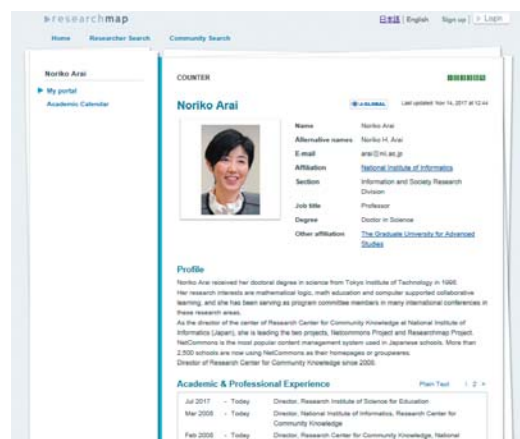 researchmap
日本語 | English Sign up | Login
Home Researcher Search Community Search
Noriko Arai
My portal
Academic Calendar
COUNTER
Noriko Arai
J-GLOBAL Last updated: Nov 14, 2017 at 12:44
Name Noriko Arai
Alternative names Noriko H. Arai
E-mail
Affiliation National Institute of Informatics
Section Information and Society Research
Division
Job title Professor
Degree Doctor in Science
Other affiliation The Graduate University for Advanced
Studies
Profile
Noriko Arai received her doctoral degree in science from Tokyo Institute of Technology in
Her research interests are mathematical logic, math education and computer supported collaborative
learning, and she has been serving as program committee members in many international conferences in
these research areas.
As the director of the center of Research Center for Community Knowledge at National Institute of
Informatics (Japan), she is leading the two projects, Netcommons Project and Researchmap Project.
NetCommons is the most popular content management system used in Japanese schools. More than
2,500 schools are now using NetCommons as their homepages or groupwares.
Director of Research Center for Community Knowledge since 2008.
Academic & Professional Experience Plain Text 1 2 »
Jul 2017 - Today Director, Research Institute of Science for Education
Mar 2008 - Today Director, National Institute of Informatics, Research Center for
Community Knowledge
Feb 2008 - Today Director, Research Center for Community Knowledge, National